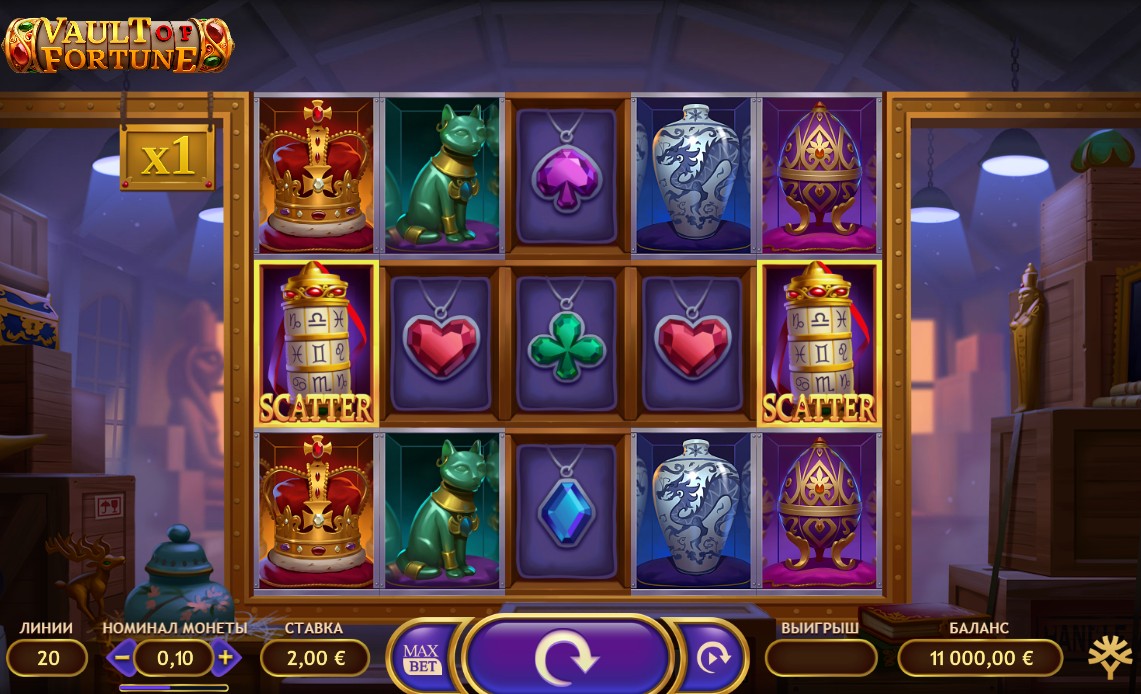 VAULT OF
FORTUNE
x1
SCATTER
SCATTER
ЛИНИИ
НОМИНАЛ МОНЕТЫ
СТАВКА
ВЫИГРЫШ
БАЛАНС
20
0,10
2,00 €
MAX
BET
11 000,00 €